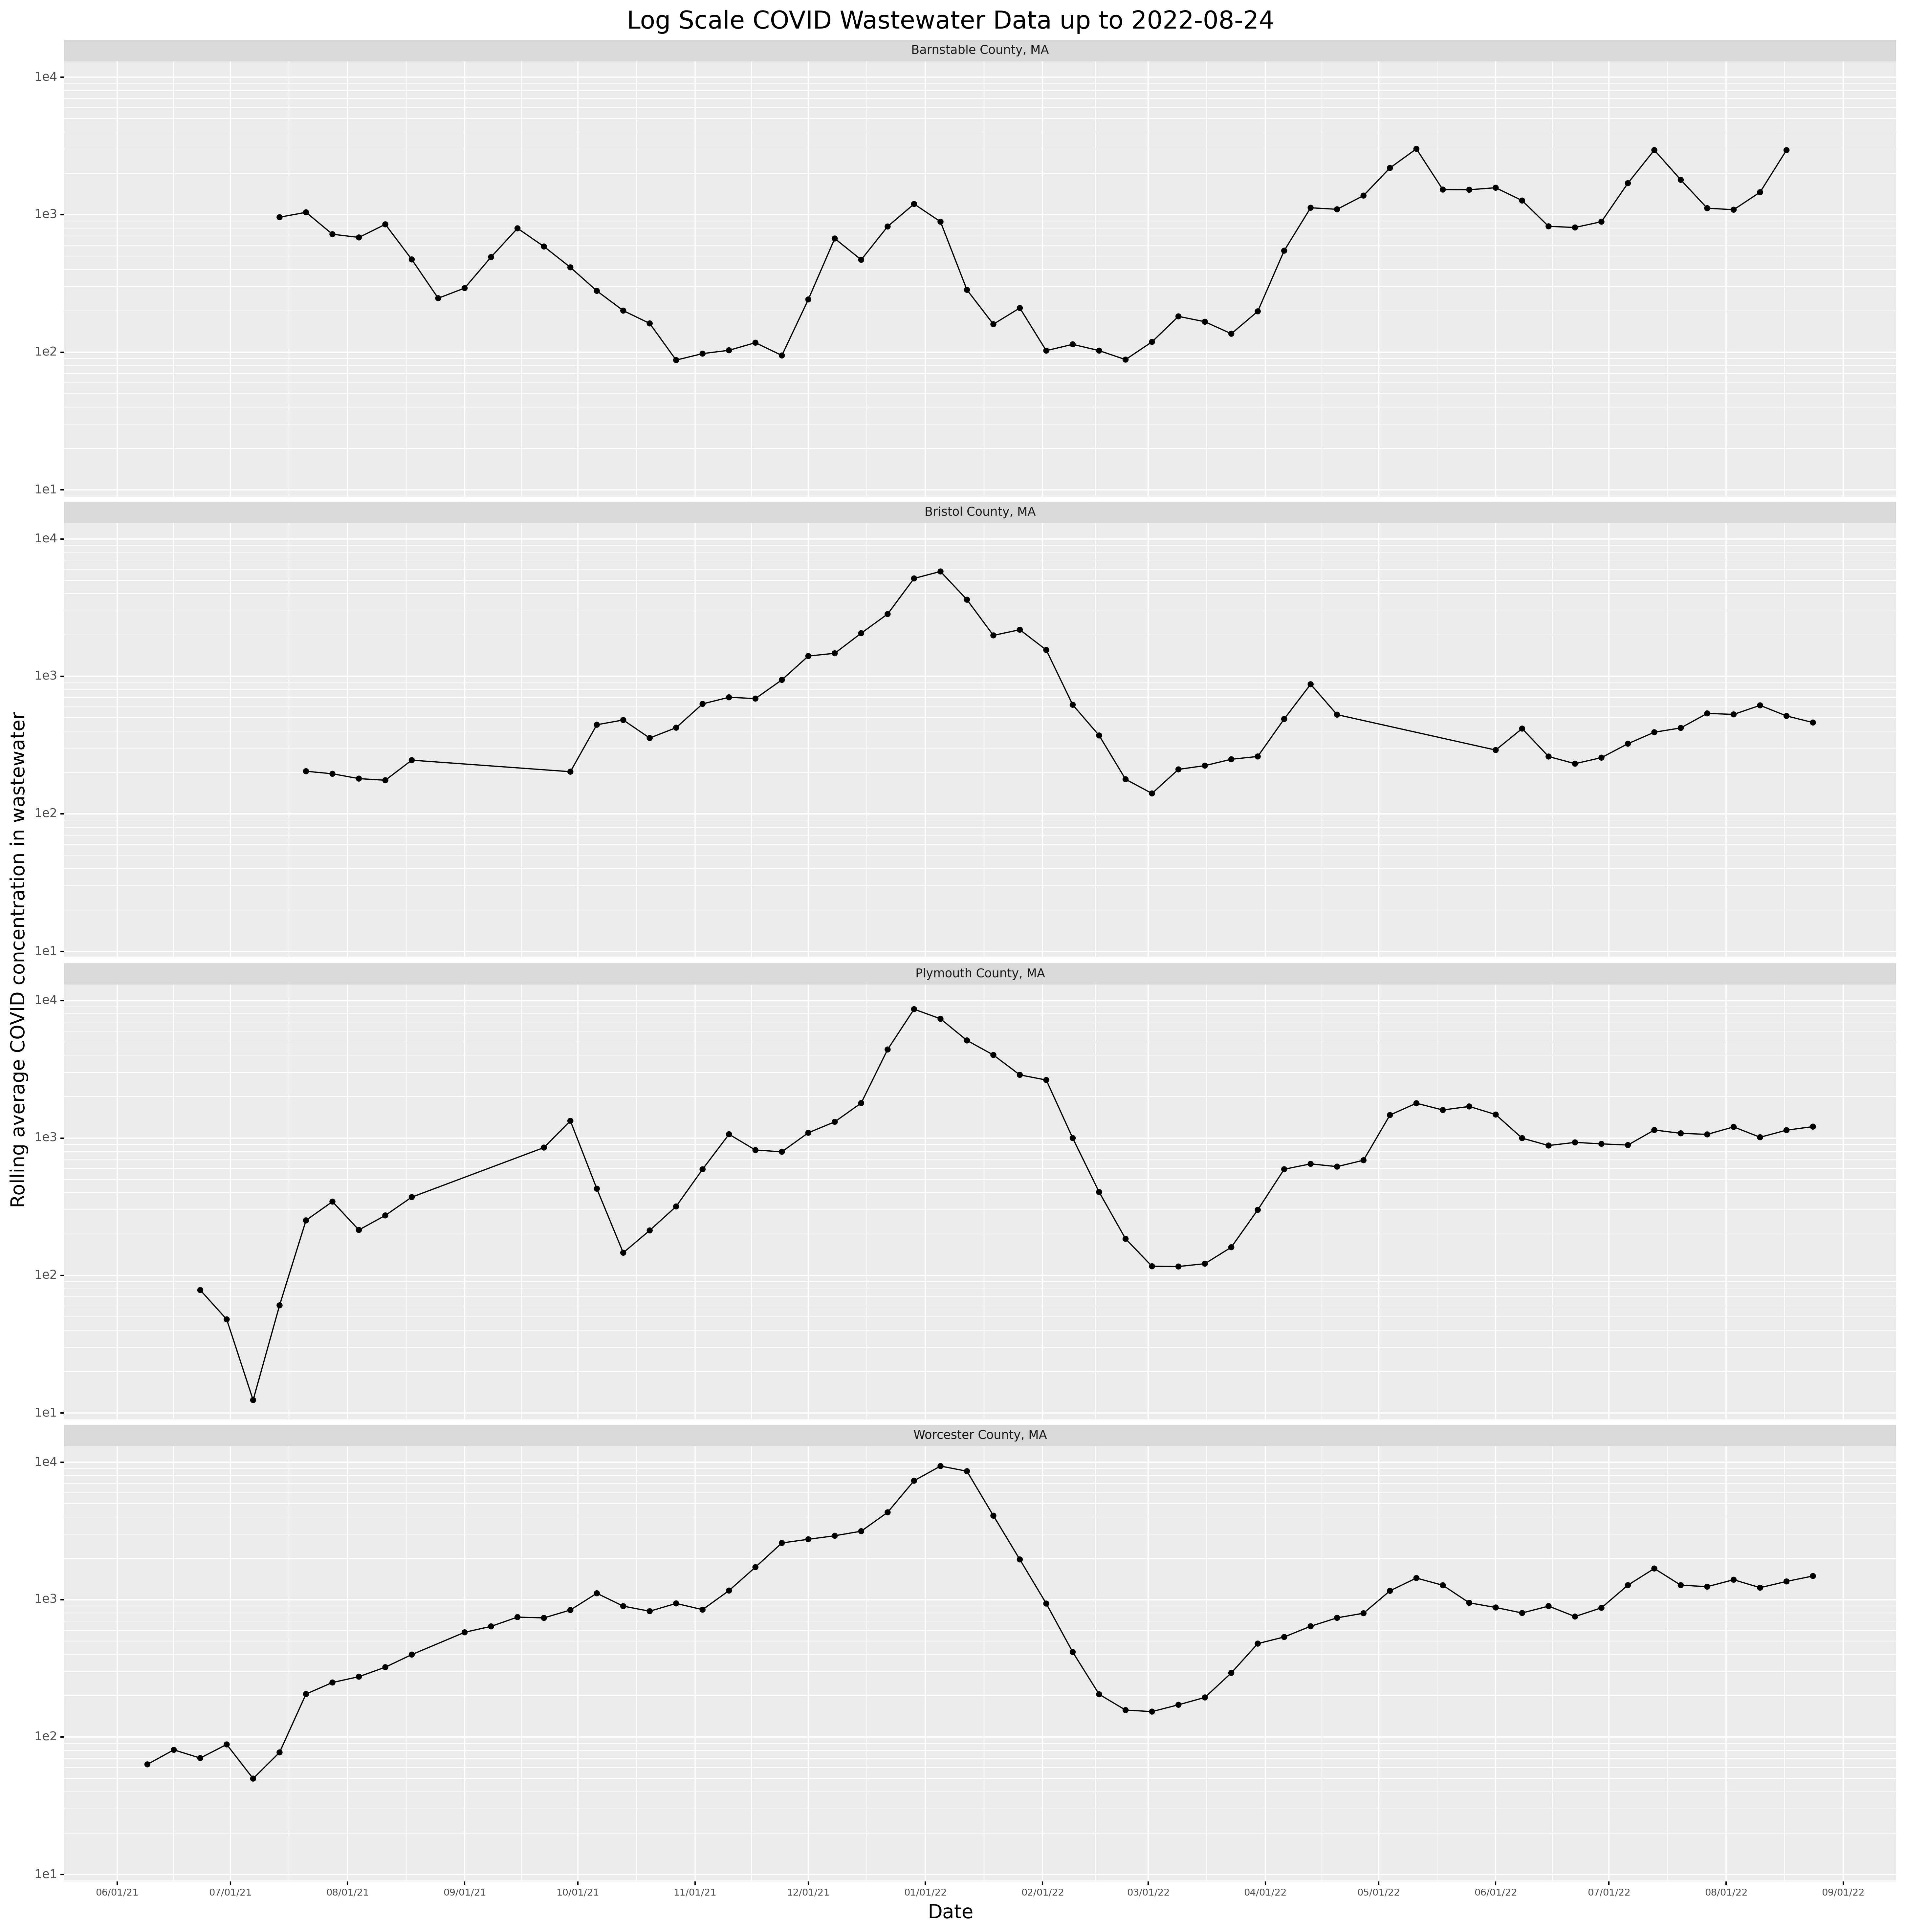 Log Scale COVID Wastewater Data up to 2022-08-24
Rolling average COVID concentration in wastewater
Barnstable County, MA
1e4
1e3
1e2
1e1
Bristol County, MA
1e4
1e3
1e2
1e1
Plymouth County, MA
1e4
1e3
1e2
1e1
Worcester County, MA
1e4
1e3
1e2
1e1
06/01/21 07/01/21 08/01/21 09/01/21 10/01/21 11/01/21 12/01/21 01/01/22 02/01/22 03/01/22 04/01/22 05/01/22 06/01/22 07/01/22 08/01/22 09/01/22
Date